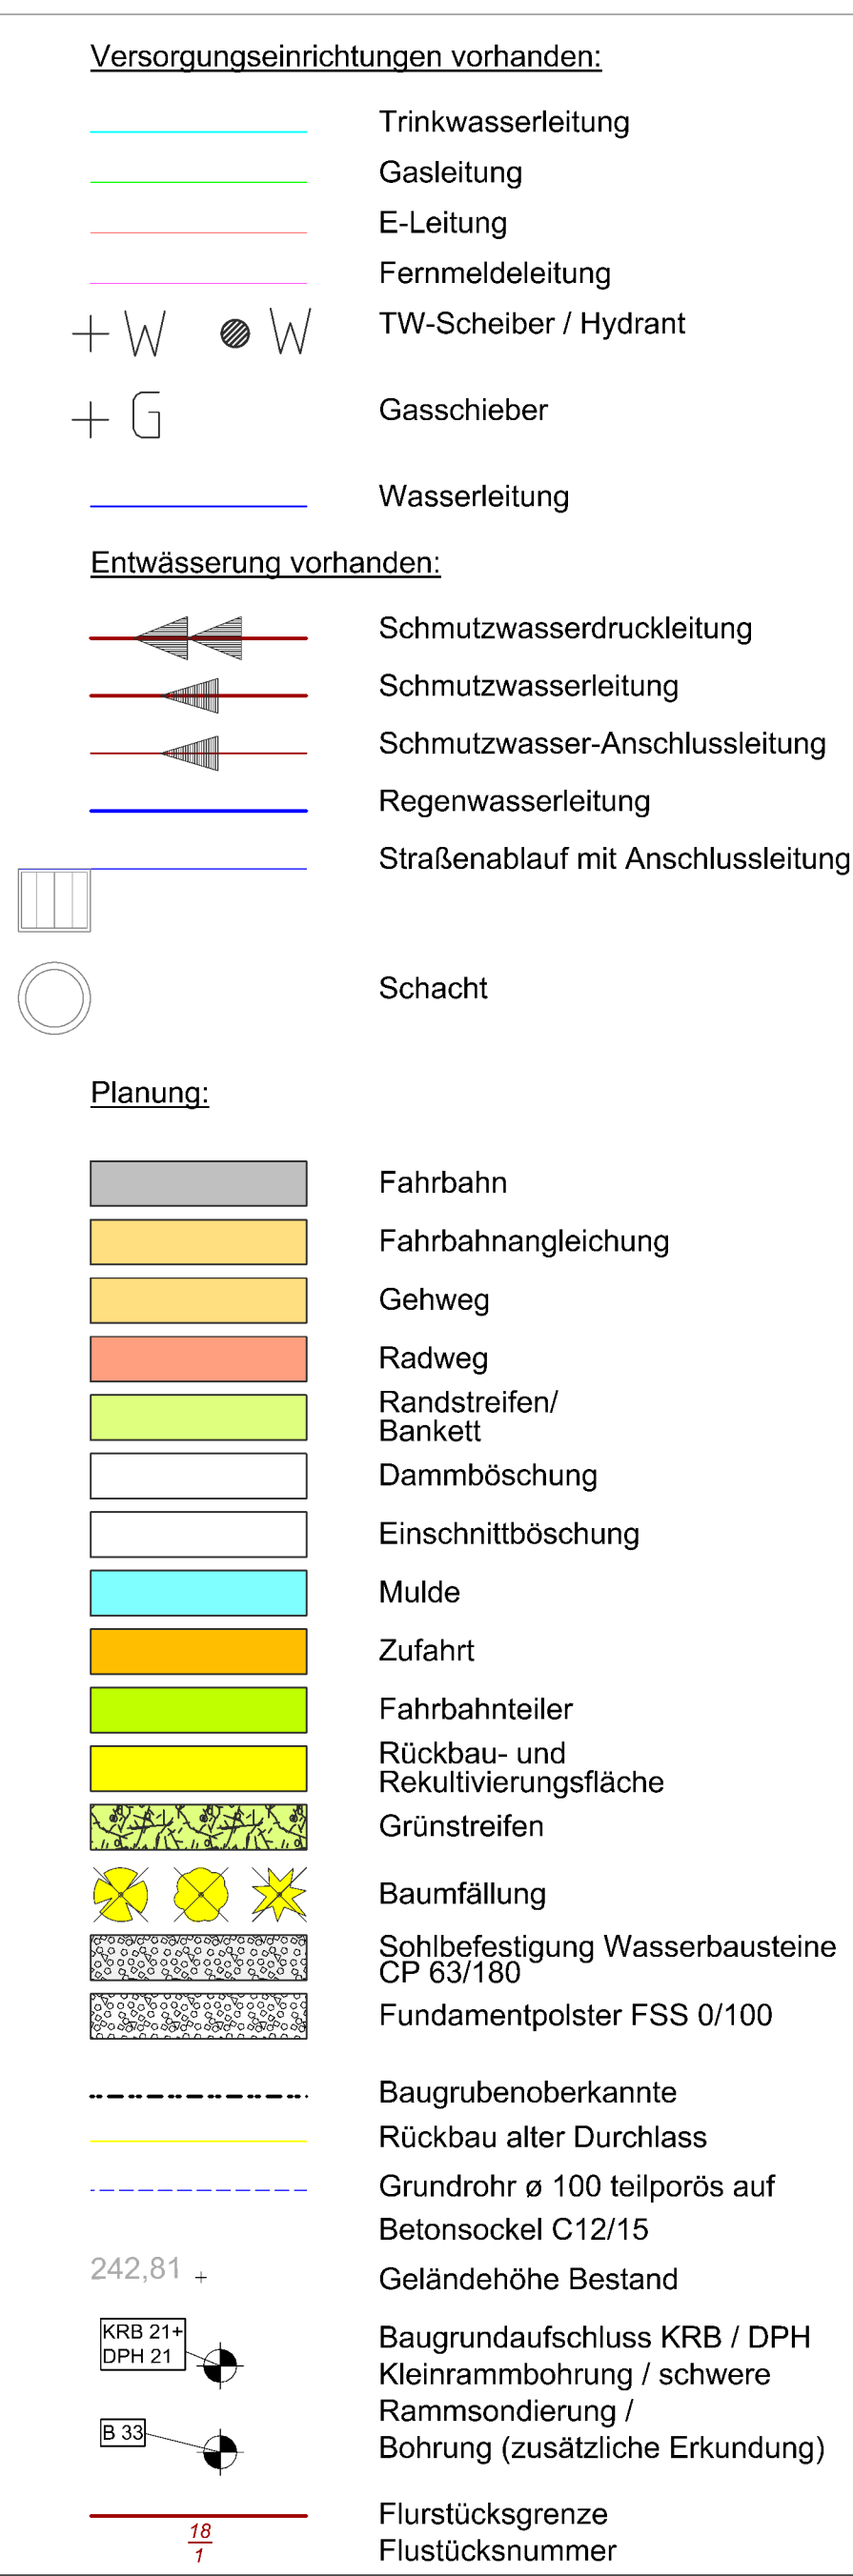 Versorgungseinrichtungen vorhanden:
Trinkwasserleitung
Gasleitung
E-Leitung
Fernmeldeleitung
+ W W TW-Scheiber / Hydrant
+ G Gasschieber
Wasserleitung
Entwässerung vorhanden:
Schmutzwasserdruckleitung
Schmutzwasserleitung
Schmutzwasser-Anschlussleitung
Regenwasserleitung
Straßenablauf mit Anschlussleitung
Schacht
Planung:
Fahrbahn
Fahrbahnangleichung
Gehweg
Radweg
Randstreifen/
Bankett
Dammböschung
Einschnittböschung
Mulde
Zufahrt
Fahrbahnteiler
Rückbau- und
Rekultivierungsfläche
Grünstreifen
Baumfällung
Sohlbefestigung Wasserbausteine
CP 63/180
Fundamentpolster FSS 0/100
Baugrubenoberkannte
Rückbau alter Durchlass
Grundrohr ø 100 teilporös auf
Betonsockel C12/15
242,81 + Geländehöhe Bestand
KRB 21+
DPH 21
Baugrundaufschluss KRB / DPH
Kleinrammbohrung / schwere
Rammsondierung /
B 33
Bohrung (zusätzliche Erkundung)
Flurstücksgrenze
18
1
Flustücksnummer